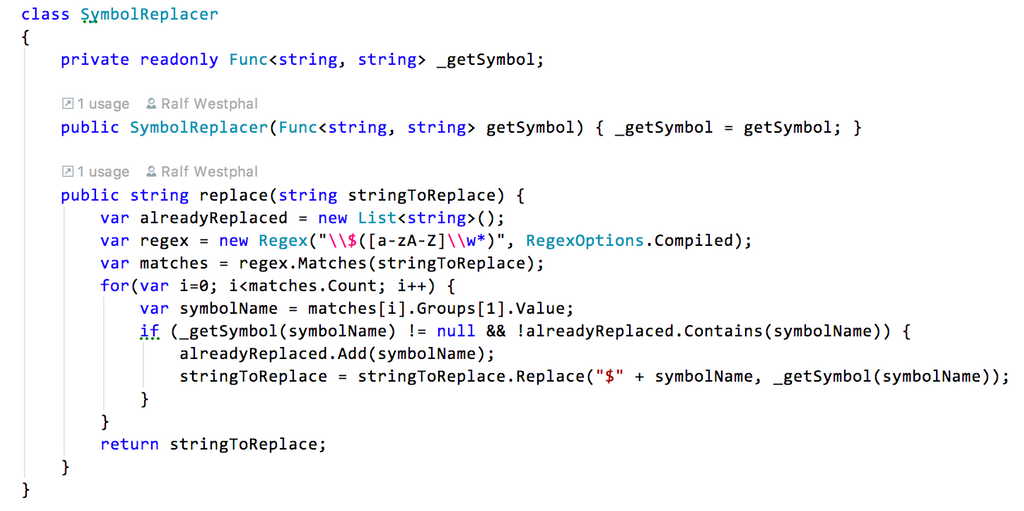 class SymbolReplacer
{
    private readonly Func<string, string> _getSymbol;
    1 usage   Ralf Westphal
    public SymbolReplacer(Func<string, string> getSymbol) { _getSymbol = getSymbol; }
    1 usage   Ralf Westphal
    public string replace(string stringToReplace) {
        var alreadyReplaced = new List<string>();
        var regex = new Regex("\\$([a-zA-Z]\\w*)", RegexOptions.Compiled);
        var matches = regex.Matches(stringToReplace);
        for(var i=0; i<matches.Count; i++) {
            var symbolName = matches[i].Groups[1].Value;
            if (_getSymbol(symbolName) != null && !alreadyReplaced.Contains(symbolName)) {
                alreadyReplaced.Add(symbolName);
                stringToReplace = stringToReplace.Replace("$" + symbolName, _getSymbol(symbolName));
            }
        }
        return stringToReplace;
    }
}